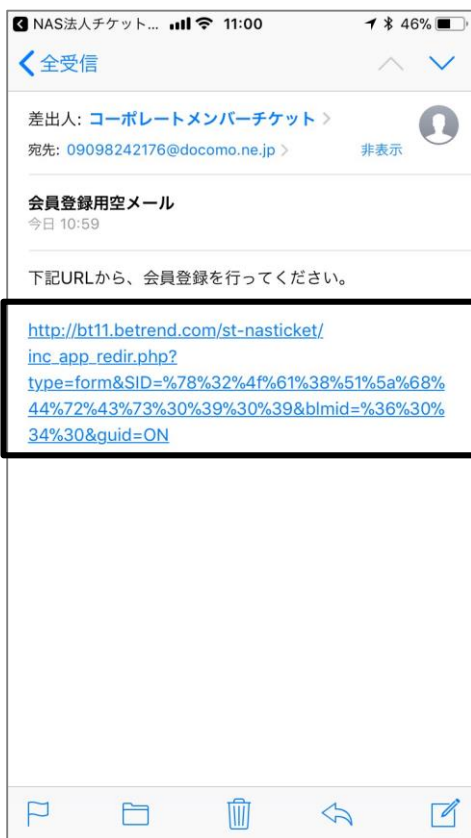 NAS法人チケット... 11:00 46%
全受信
差出人: コーポレートメンバーチケット
宛先: 09098242176@docomo.ne.jp 非表示
会員登録用空メール
今日 10:59
下記URLから、会員登録を行ってください。
http://bt11.betrend.com/st-nasticket/
inc_app_redir.php?
type=form&SID=%78%32%4f%61%38%51%5a%68%
44%72%43%73%30%39%30%39&blmid=%36%30%
34%30&guid=ON